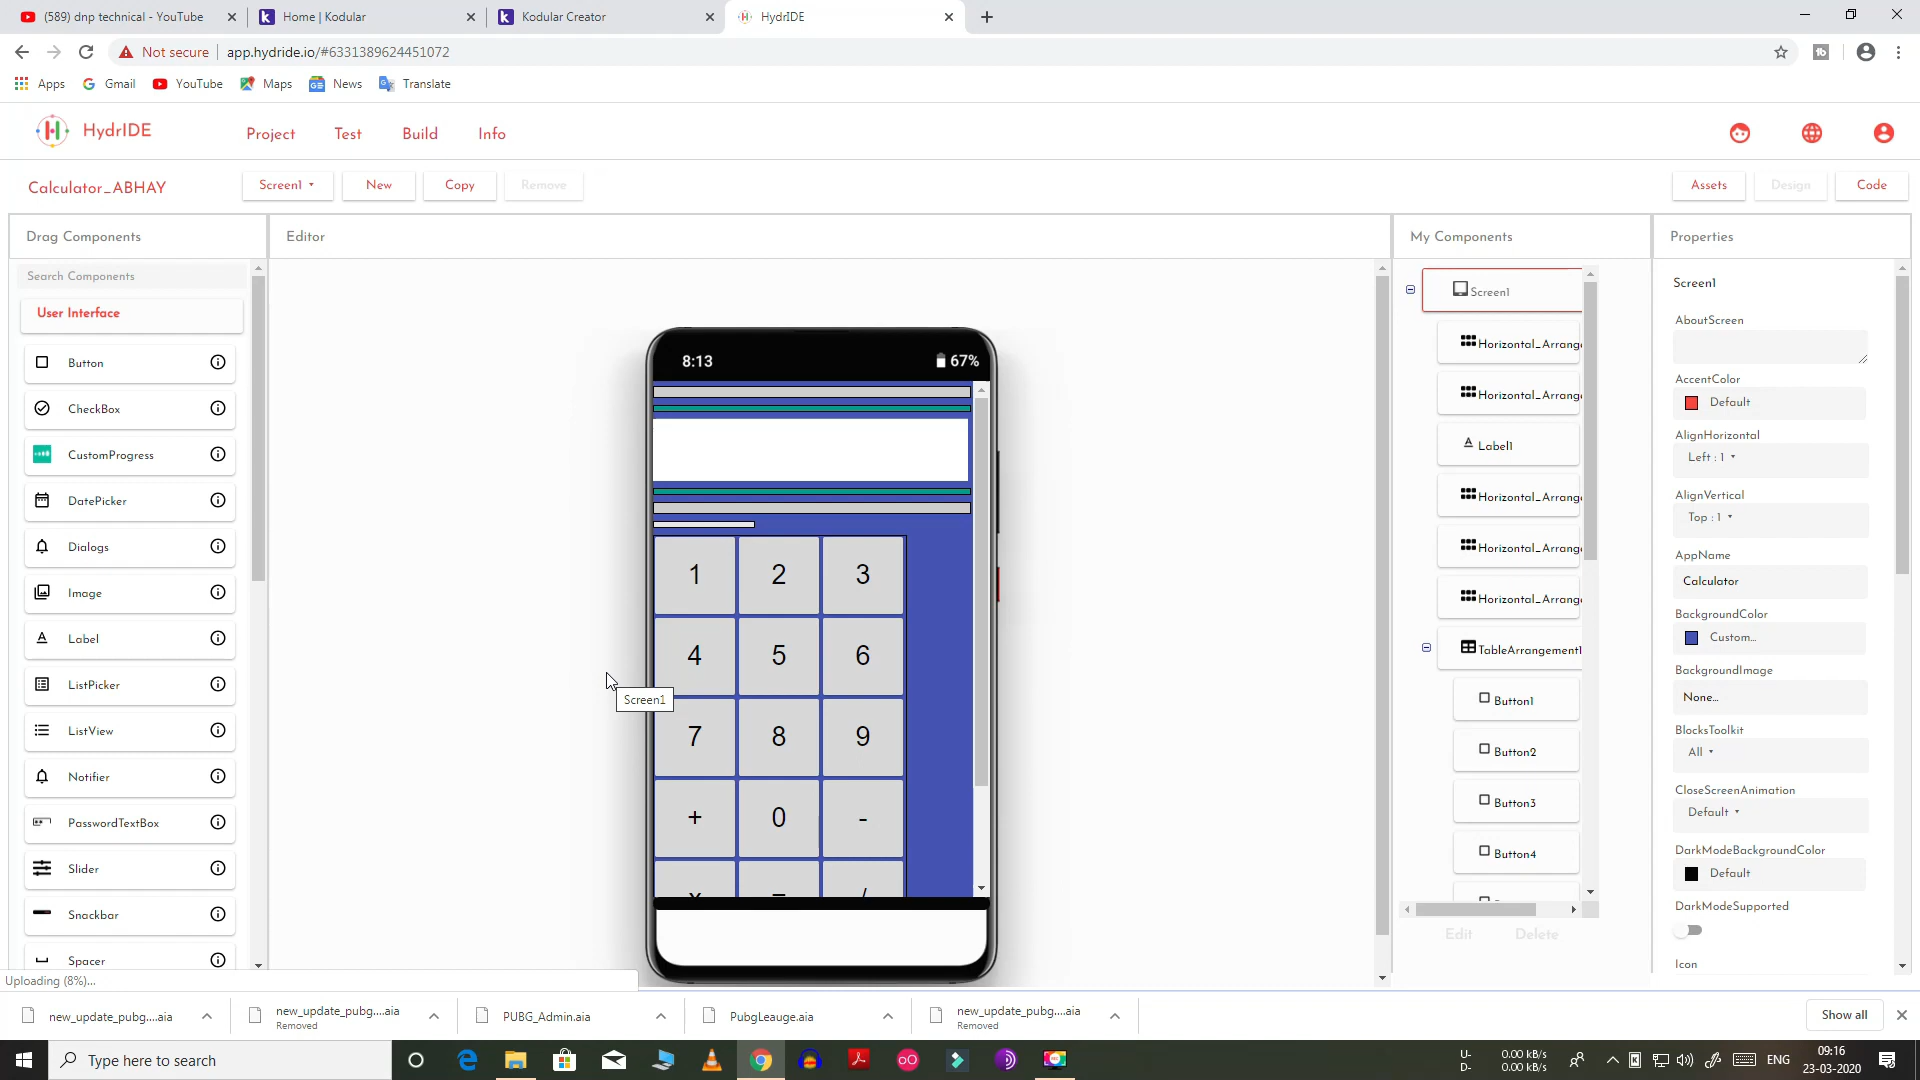 (589) dnp technical - YouTube
Home | Kodular
Kodular Creator
HydrIDE
Not secure
app.hydride.io/#6331389624451072
Apps
Gmail
YouTube
Maps
News
Translate
HydrIDE
Project
Test
Build
Info
Calculator_ABHAY
Screen1
New
Copy
Remove
Assets
Design
Code
Drag Components
Editor
My Components
Properties
Search Components
User Interface
Button
CheckBox
CustomProgress
DatePicker
Dialogs
Image
Label
ListPicker
ListView
Notifier
PasswordTextBox
Slider
Snackbar
Spacer
8:13
67%
1
2
3
4
5
6
7
8
9
+
0
-
x
=
/
Screen1
Screen1
Horizontal_Arrange
Horizontal_Arrange
Label1
Horizontal_Arrange
Horizontal_Arrange
Horizontal_Arrange
TableArrangement1
Button1
Button2
Button3
Button4
Edit
Delete
Screen1
AboutScreen
AccentColor
Default
AlignHorizontal
Left : 1
AlignVertical
Top : 1
AppName
Calculator
BackgroundColor
Custom...
BackgroundImage
None...
BlocksToolkit
All
CloseScreenAnimation
Default
DarkModeBackgroundColor
Default
DarkModeSupported
Icon
Uploading (8%)...
new_update_pubg....aia
new_update_pubg....aia
Removed
PUBG_Admin.aia
PubgLeauge.aia
new_update_pubg....aia
Removed
Show all
Type here to search
U-
D-
0.00 kB/s
0.00 kB/s
ENG
09:16
23-03-2020